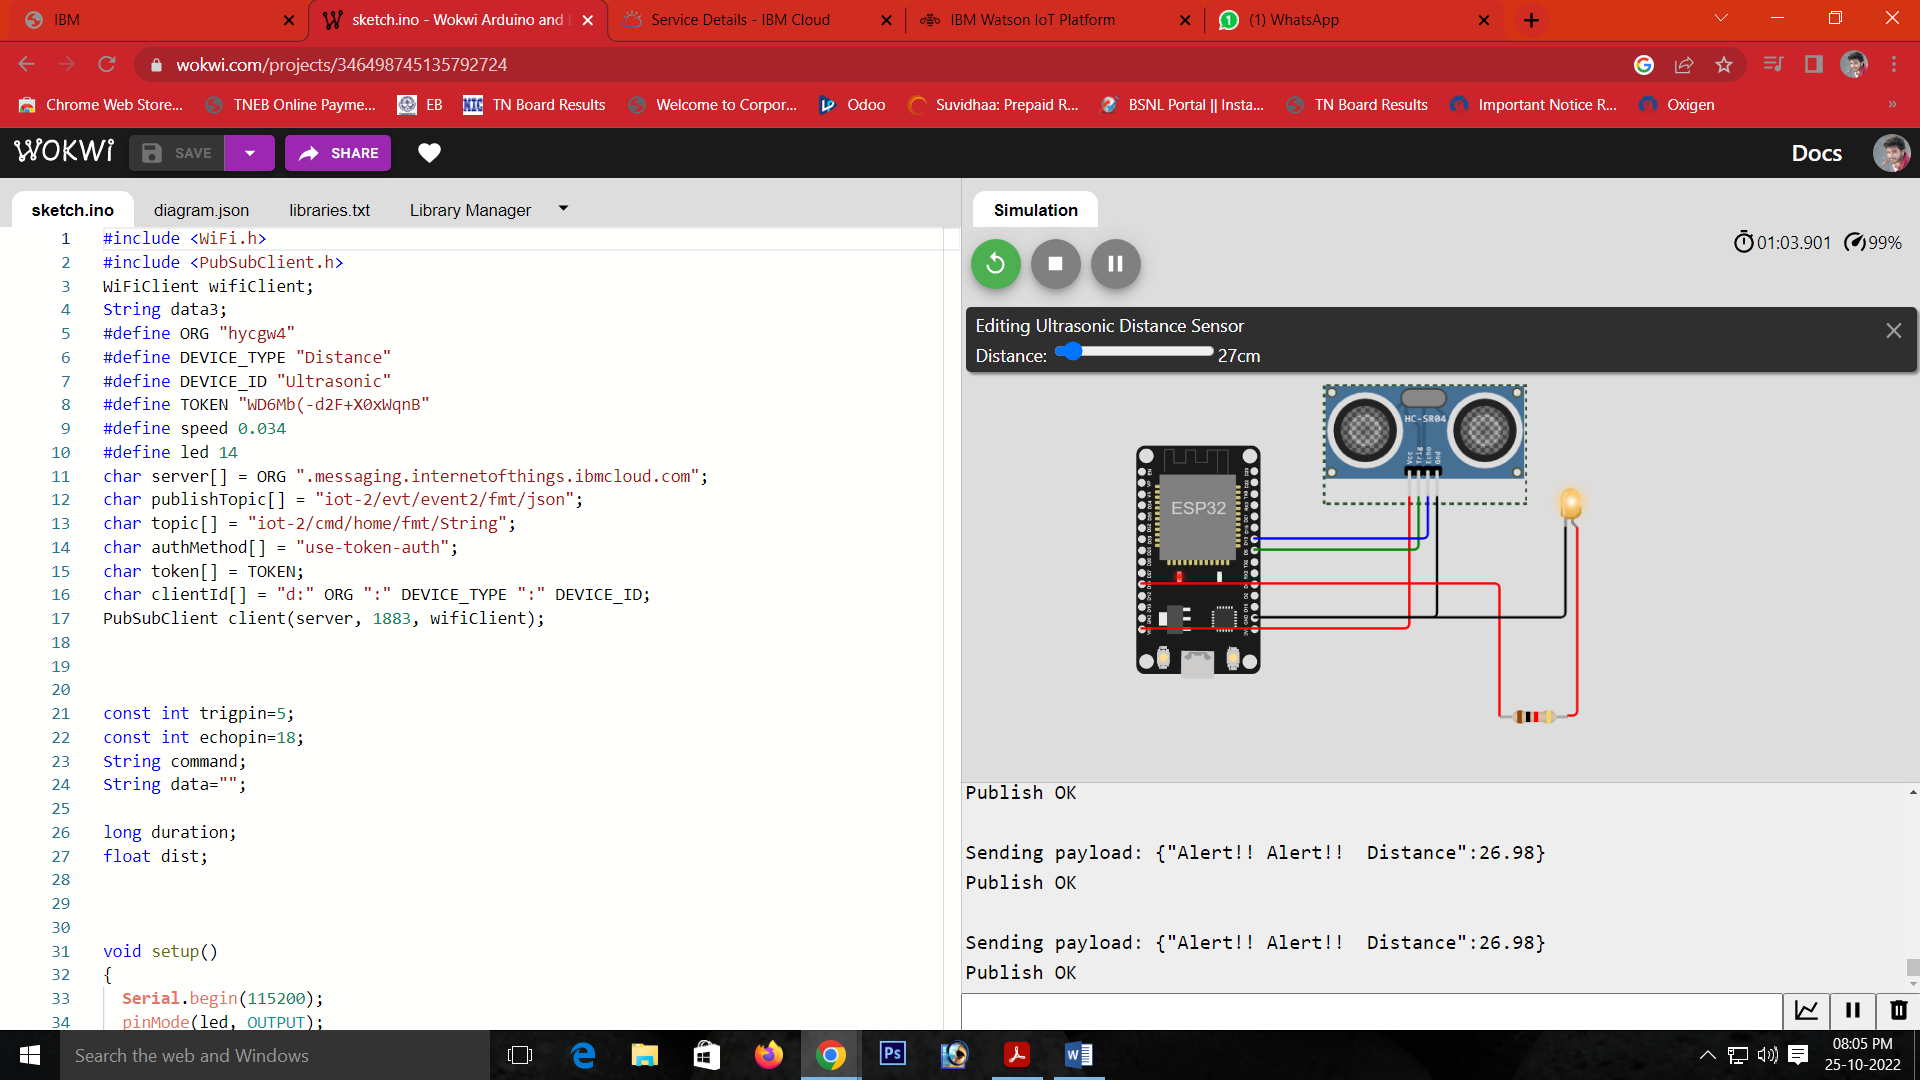 IBM
sketch.ino - Wokwi Arduino and
Service Details - IBM Cloud
IBM Watson IoT Platform
(1) WhatsApp
wokwi.com/projects/346498745135792724
Chrome Web Store...
TNEB Online Payme...
EB
TN Board Results
Welcome to Corpor...
Odoo
Suvidhaa: Prepaid R...
BSNL Portal || Insta...
TN Board Results
Important Notice R...
Oxigen
WOKWi
SAVE
SHARE
Docs
sketch.ino
diagram.json
libraries.txt
Library Manager
1 #include <WiFi.h>
2 #include <PubSubClient.h>
3 WiFiClient wifiClient;
4 String data3;
5 #define ORG "hycgw4"
6 #define DEVICE_TYPE "Distance"
7 #define DEVICE_ID "Ultrasonic"
8 #define TOKEN "WD6Mb(-d2F+X0xWqnB"
9 #define speed 0.034
10 #define led 14
11 char server[] = ORG ".messaging.internetofthings.ibmcloud.com";
12 char publishTopic[] = "iot-2/evt/event2/fmt/json";
13 char topic[] = "iot-2/cmd/home/fmt/String";
14 char authMethod[] = "use-token-auth";
15 char token[] = TOKEN;
16 char clientId[] = "d:" ORG ":" DEVICE_TYPE ":" DEVICE_ID;
17 PubSubClient client(server, 1883, wifiClient);
18
19
20
21 const int trigpin=5;
22 const int echopin=18;
23 String command;
24 String data="";
25
26 long duration;
27 float dist;
28
29
30
31 void setup()
32 {
33 Serial.begin(115200);
34 pinMode(led, OUTPUT);
Simulation
01:03.901 99%
Editing Ultrasonic Distance Sensor
Distance: 27cm
HC-SR04
Vcc
Trig
Echo
Gnd
ESP32
Publish OK
Sending payload: {"Alert!! Alert!!  Distance":26.98}
Publish OK
Sending payload: {"Alert!! Alert!!  Distance":26.98}
Publish OK
Search the web and Windows
08:05 PM
25-10-2022